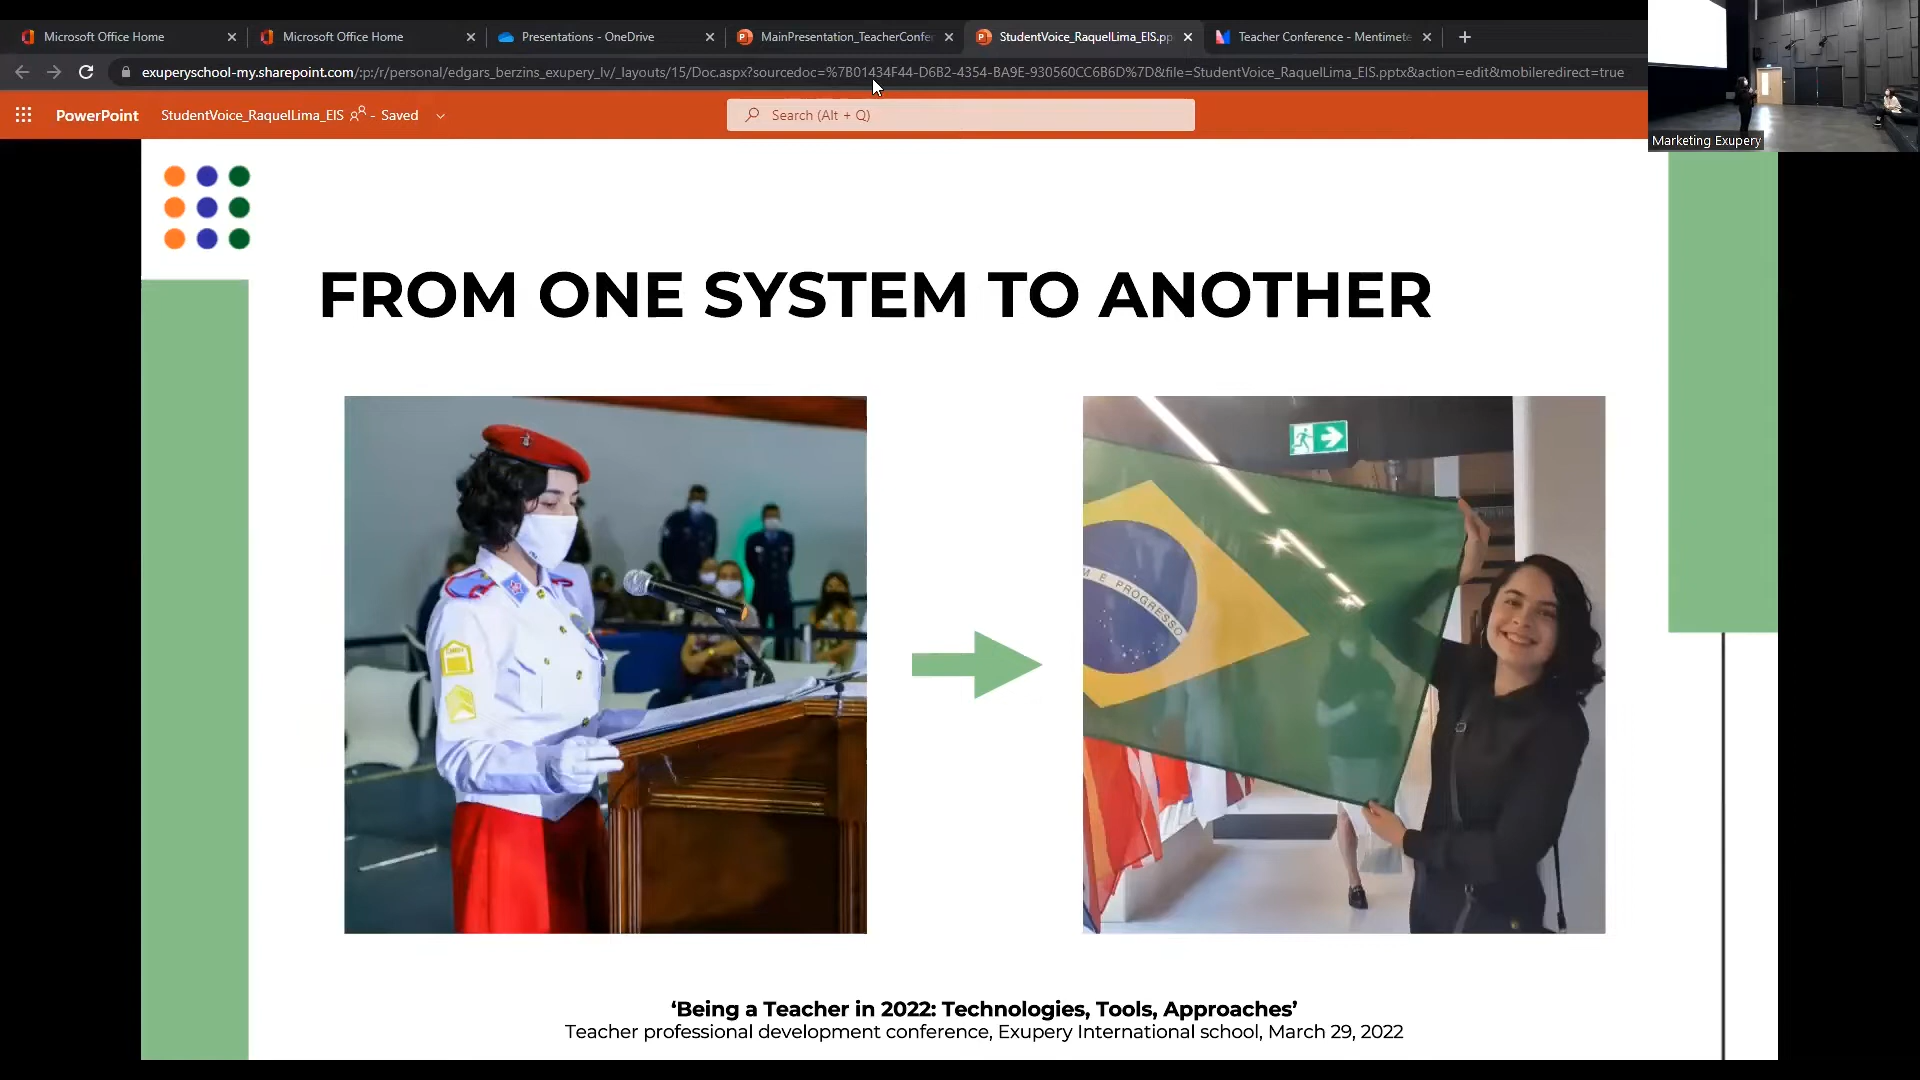 Microsoft Office Home
Microsoft Office Home
Presentations - OneDrive
MainPresentation_TeacherConfer
StudentVoice_RaquelLima_EIS.pp
Teacher Conference - Mentimete
exuperyschool-my.sharepoint.com/:p:/r/personal/edgars_berzins_exupery_lv/_layouts/15/Doc.aspx?sourcedoc=%7B01434F44-D6B2-4354-BA9E-930560CC6B6D%7D&file=StudentVoice_RaquelLima_EIS.pptx&action=edit&mobileredirect=true
PowerPoint
StudentVoice_RaquelLima_EIS - Saved
Search (Alt + Q)
Marketing Exupery
FROM ONE SYSTEM TO ANOTHER
M E PROGRESSO
‘Being a Teacher in 2022: Technologies, Tools, Approaches’
Teacher professional development conference, Exupery International school, March 29, 2022